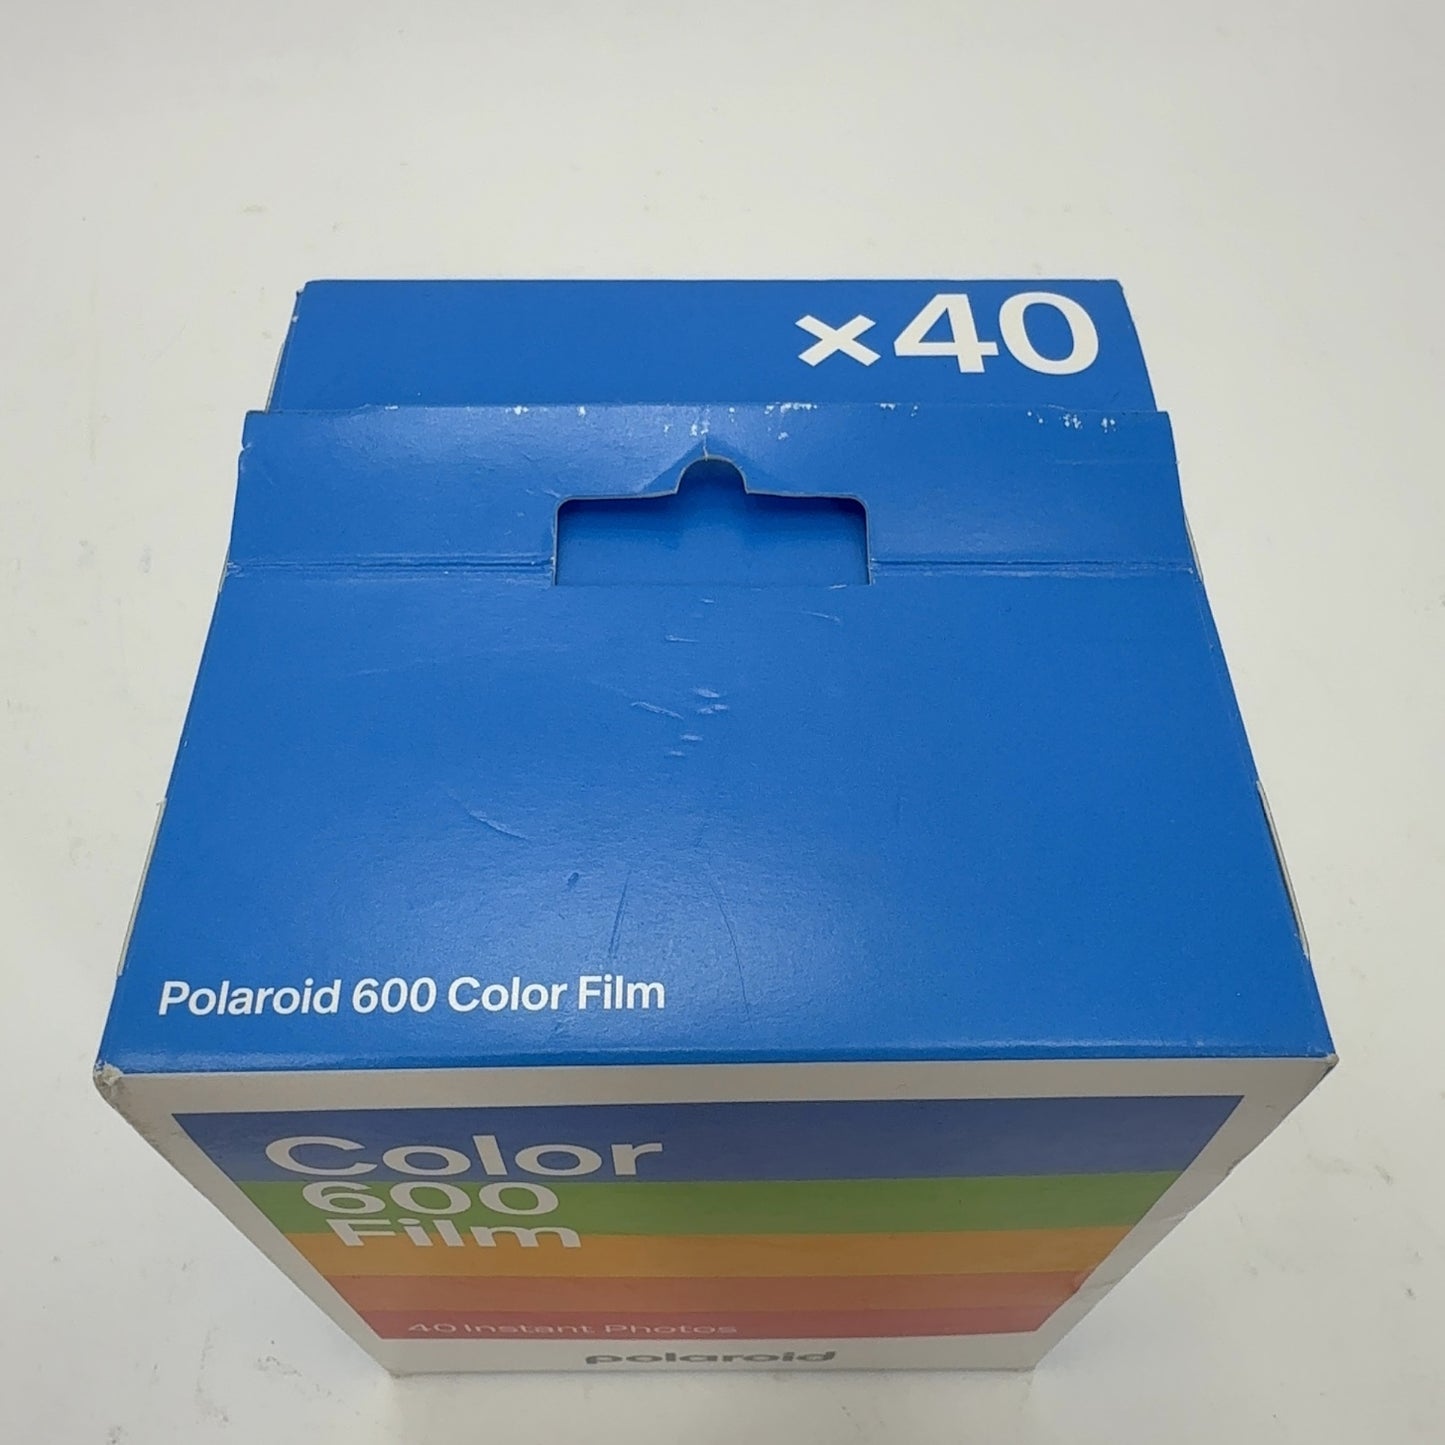 ×40
Polaroid 600 Color Film
Color
600
Film
40 Instant Photos
polaroid